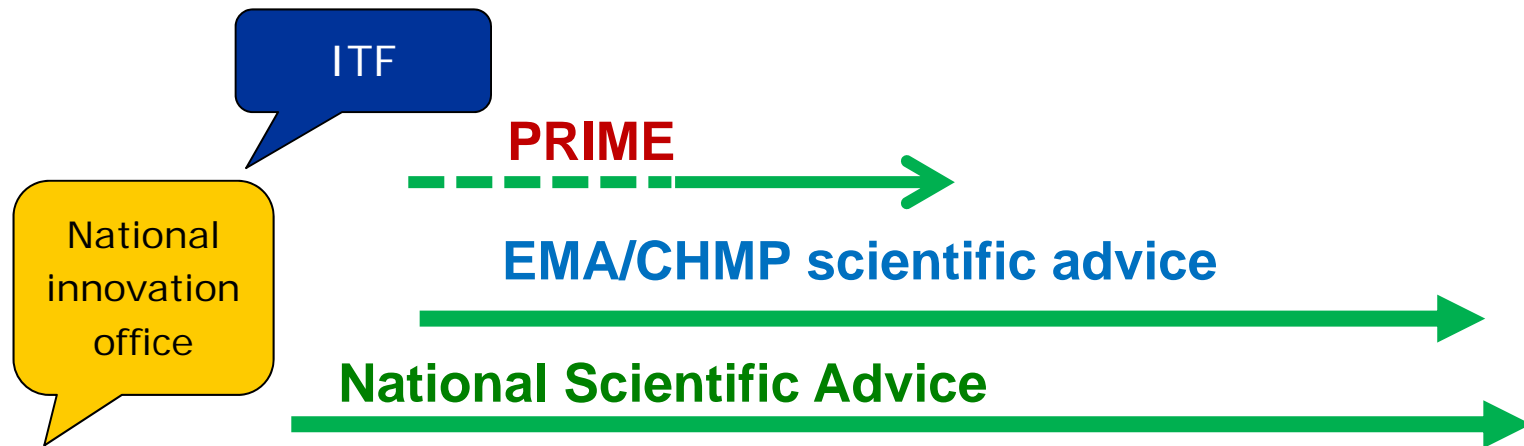 ITF
PRIME
National
innovation
office
EMA/CHMP scientific advice
National Scientific Advice